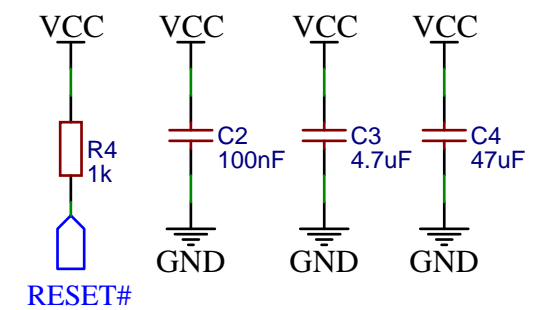 VCC VCC VCC VCC
R4
1k
C2
100nF
C3
4.7uF
C4
47uF
GND GND GND
RESET#